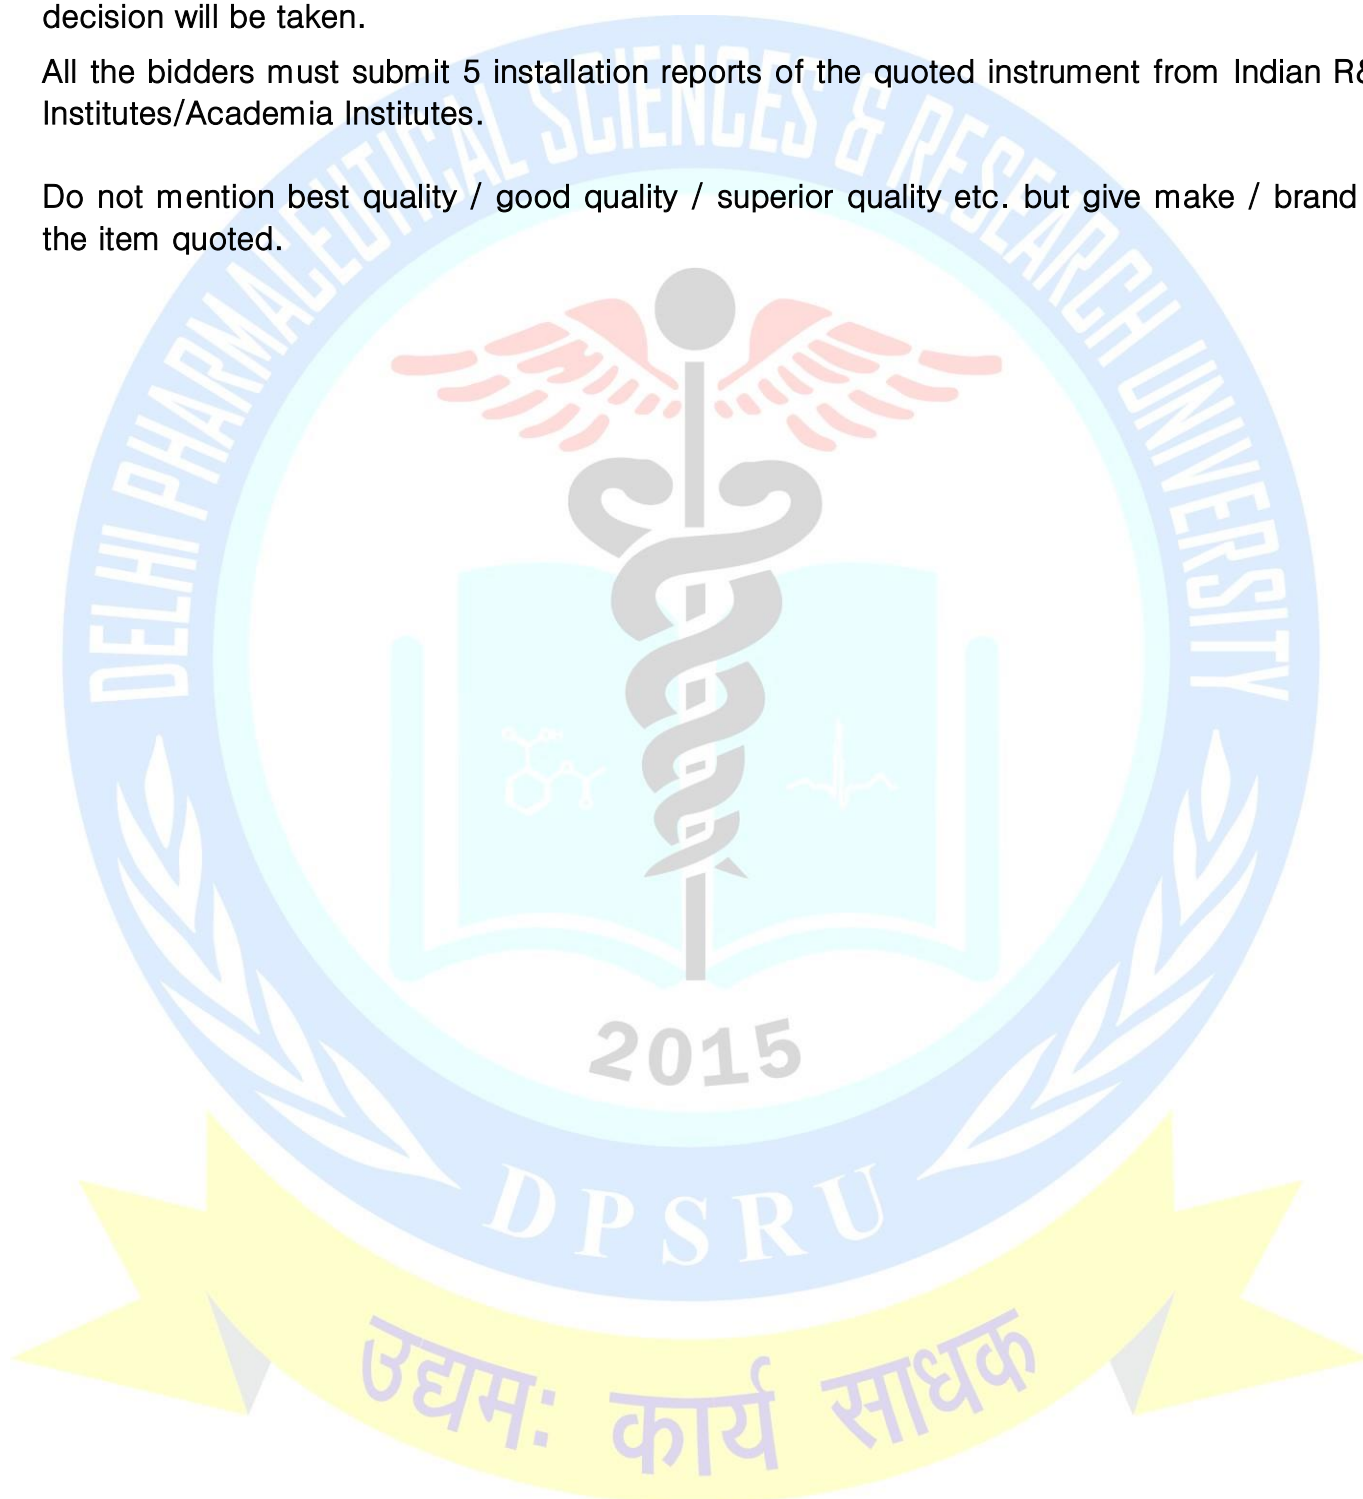 decision will be taken.
All the bidders must submit 5 installation reports of the quoted instrument from Indian R&
Institutes/Academia Institutes.
Do not mention best quality / good quality / superior quality etc. but give make / brand
the item quoted.
DELHI PHARMACEUTICAL SCIENCES & RESEARCH UNIVERSITY
2015
DPSRU
उद्यमः कार्य साधक